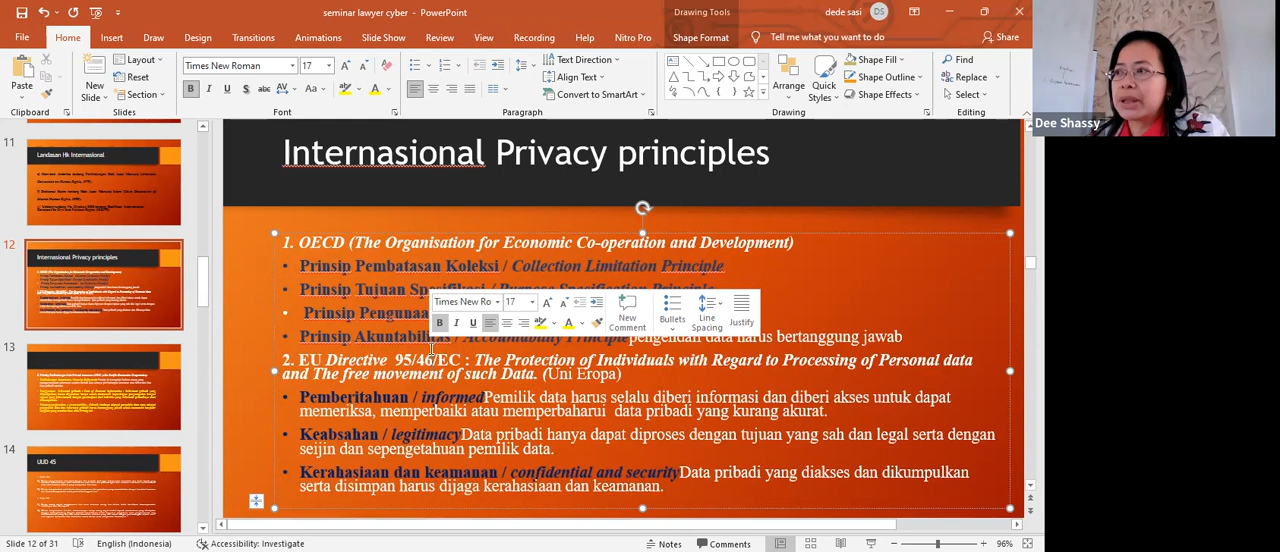 seminar lawyer cyber - PowerPoint
Drawing Tools
dede sasi
DS
File
Home
Insert
Draw
Design
Transitions
Animations
Slide Show
Review
View
Recording
Help
Nitro Pro
Shape Format
Tell me what you want to do
Share
Paste
New
Slide
Layout
Reset
Section
Times New Roman
17
Text Direction
Align Text
Convert to SmartArt
Arrange
Quick
Styles
Shape Fill
Shape Outline
Shape Effects
Find
Replace
Select
Clipboard
Slides
Font
Paragraph
Drawing
Editing
Dee Shassy
11
Landasan Hk Internasional
12
Internasional Privacy principles
13
14
UUD 45
Internasional Privacy principles
1. OECD (The Organisation for Economic Co-operation and Development)
• Prinsip Pembatasan Koleksi / Collection Limitation Principle
• Prinsip Tujuan Spesifikasi / Purpose Specification Principle
• Prinsip
• Prinsip Akuntabilitas / Accountability Principle pengendali data harus bertanggung jawab
2. EU Directive 95/46/EC : The Protection of Individuals with Regard to Processing of Personal data
and The free movement of such Data. (Uni Eropa)
• Pemberitahuan / informedPemilik data harus selalu diberi informasi dan diberi akses untuk dapat
memeriksa, memperbaiki atau memperbaharui data pribadi yang kurang akurat.
• Keabsahan / legitimacyData pribadi hanya dapat diproses dengan tujuan yang sah dan legal serta dengan
seijin dan sepengetahuan pemilik data.
• Kerahasiaan dan keamanan / confidential and securityData pribadi yang diakses dan dikumpulkan
serta disimpan harus dijaga kerahasiaan dan keamanan.
Times New Ro
17
New
Comment
Bullets
Line
Spacing
Justify
Slide 12 of 31
English (Indonesia)
Accessibility: Investigate
Notes
Comments
96%